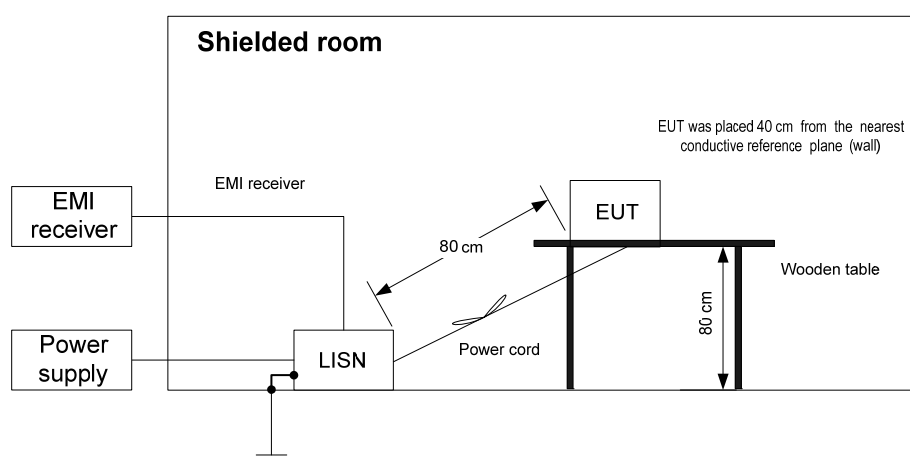 Shielded room
EUT was placed 40 cm from the nearest
conductive reference plane (wall)
EMI receiver
EMI
receiver
EUT
80 cm
Wooden table
80 cm
Power
supply
LISN
Power cord